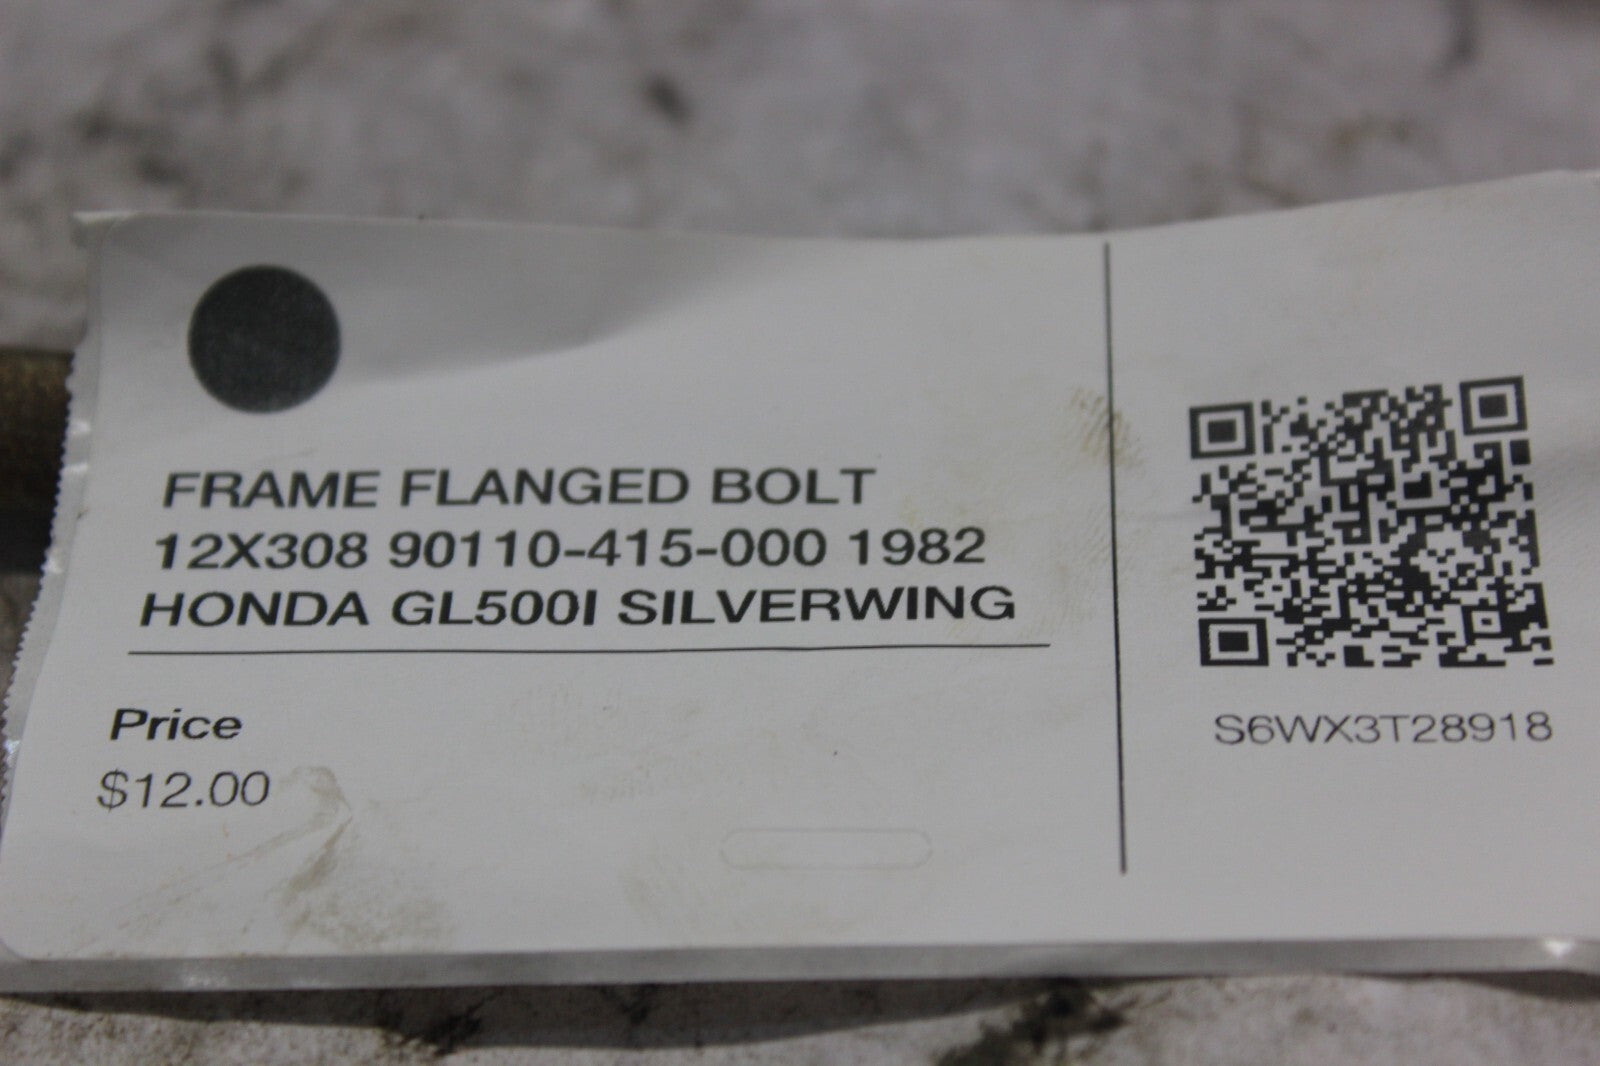 FRAME FLANGED BOLT
12X308 90110-415-000 1982
HONDA GL500I SILVERWING
Price
$12.00
S6WX3T28918